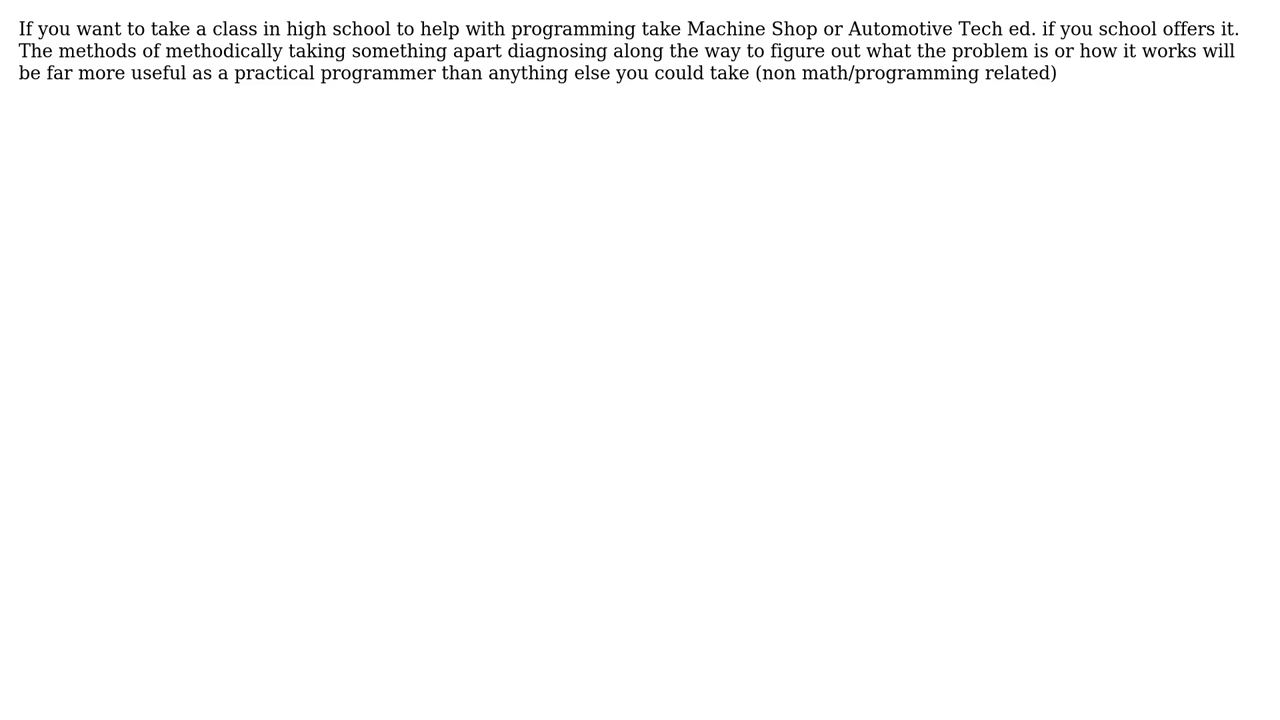 If you want to take a class in high school to help with programming take Machine Shop or Automotive Tech ed. if you school offers it.
The methods of methodically taking something apart diagnosing along the way to figure out what the problem is or how it works will
be far more useful as a practical programmer than anything else you could take (non math/programming related)